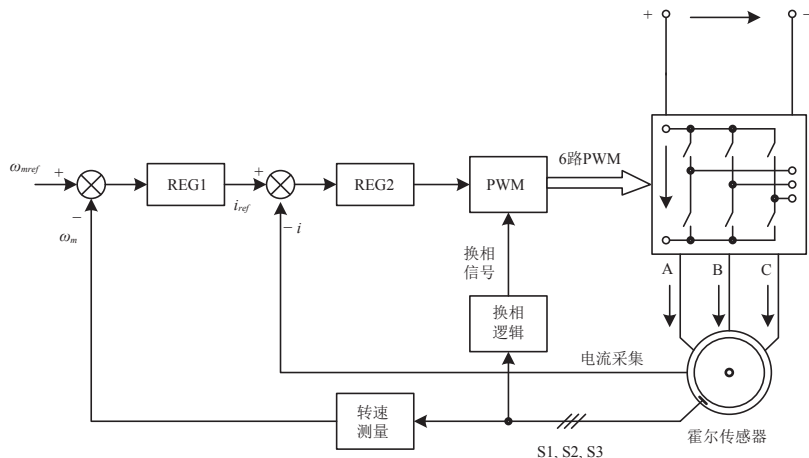 +
−
6路PWM
ωmref
+
−
ωm
REG1
iref
+
− i
REG2
PWM
换相
信号
换相
逻辑
A
B
C
电流采集
转速
测量
S1, S2, S3
霍尔传感器